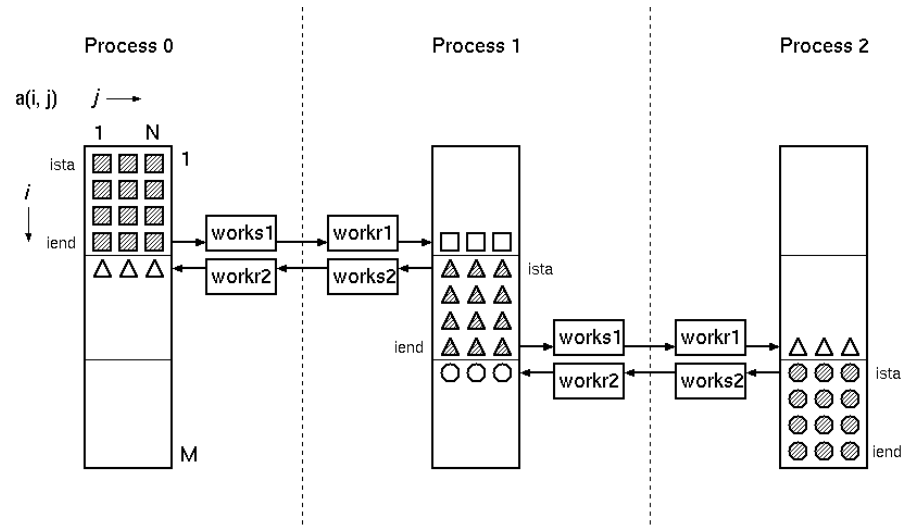 Process 0 Process 1 Process 2
a(i, j) j
1 N
ista 1
i
iend works1 workr1
workr2 works2 ista
iend works1 workr1
workr2 works2 ista
M iend